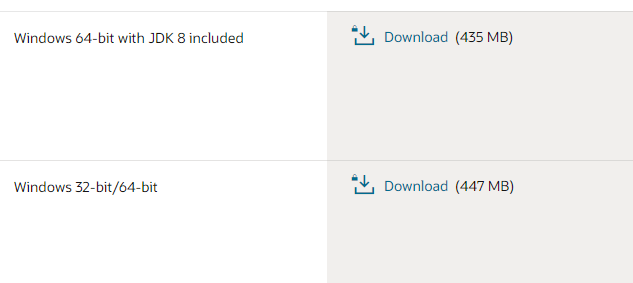 Windows 64-bit with JDK 8 included
Download (435 MB)
Windows 32-bit/64-bit
Download (447 MB)